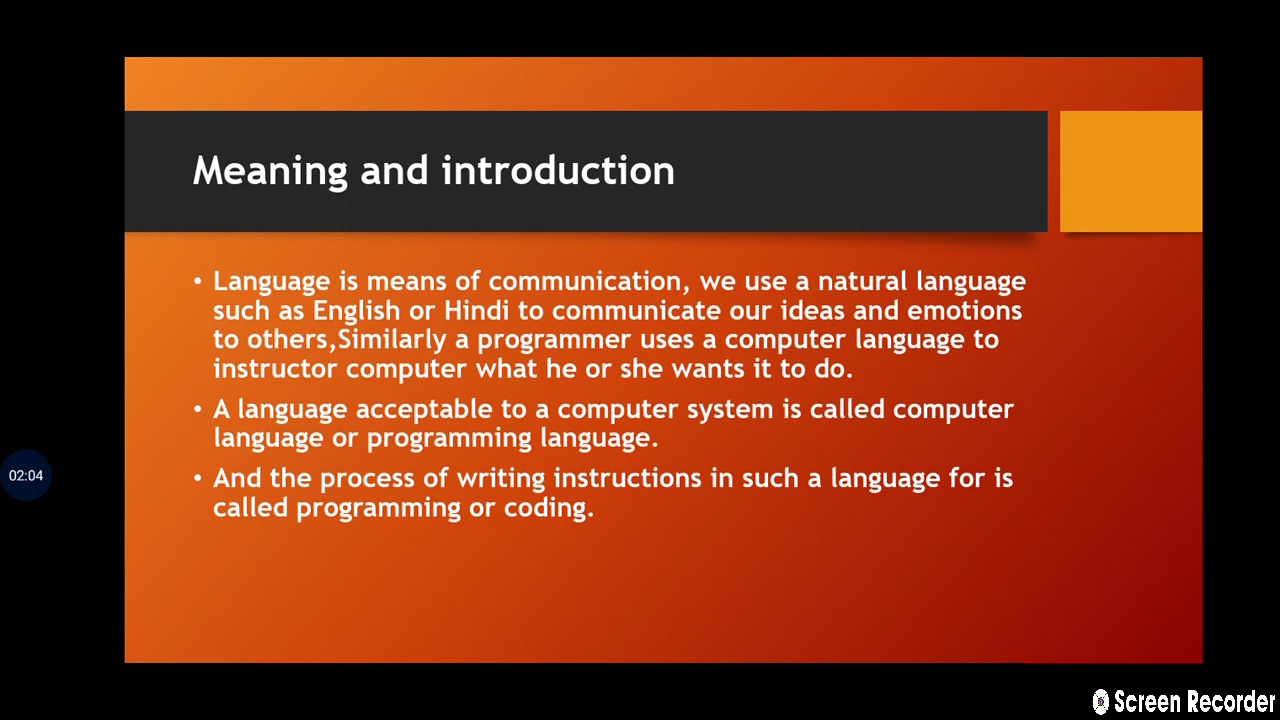 Meaning and introduction
• Language is means of communication, we use a natural language
such as English or Hindi to communicate our ideas and emotions
to others,Similarly a programmer uses a computer language to
instructor computer what he or she wants it to do.
• A language acceptable to a computer system is called computer
language or programming language.
• And the process of writing instructions in such a language for is
called programming or coding.
02:04
Screen Recorder